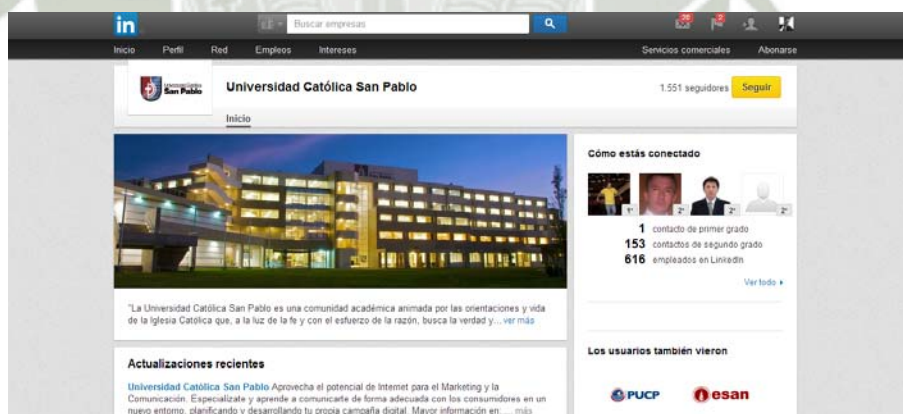 in
Buscar empresas
Inicio Perfil Red Empleos Intereses Servicios comerciales Abonarse
San Pablo
Universidad Católica San Pablo
1.551 seguidores Seguir
Inicio
Cómo estás conectado
1º 2º 2º 2º
1 contacto de primer grado
153 contactos de segundo grado
616 empleados en LinkedIn
Ver todo
"La Universidad Católica San Pablo es una comunidad académica animada por las orientaciones y vida
de la Iglesia Católica que, a la luz de la fe y con el esfuerzo de la razón, busca la verdad y... ver más
Los usuarios también vieron
PUCP esan
Actualizaciones recientes
Universidad Católica San Pablo Aprovecha el potencial de Internet para el Marketing y la
Comunicación. Especialízate y aprende a comunicarte de forma adecuada con los consumidores en un
nuevo entorno, planificando y desarrollando tu propia campaña digital. Mayor información en: ... más